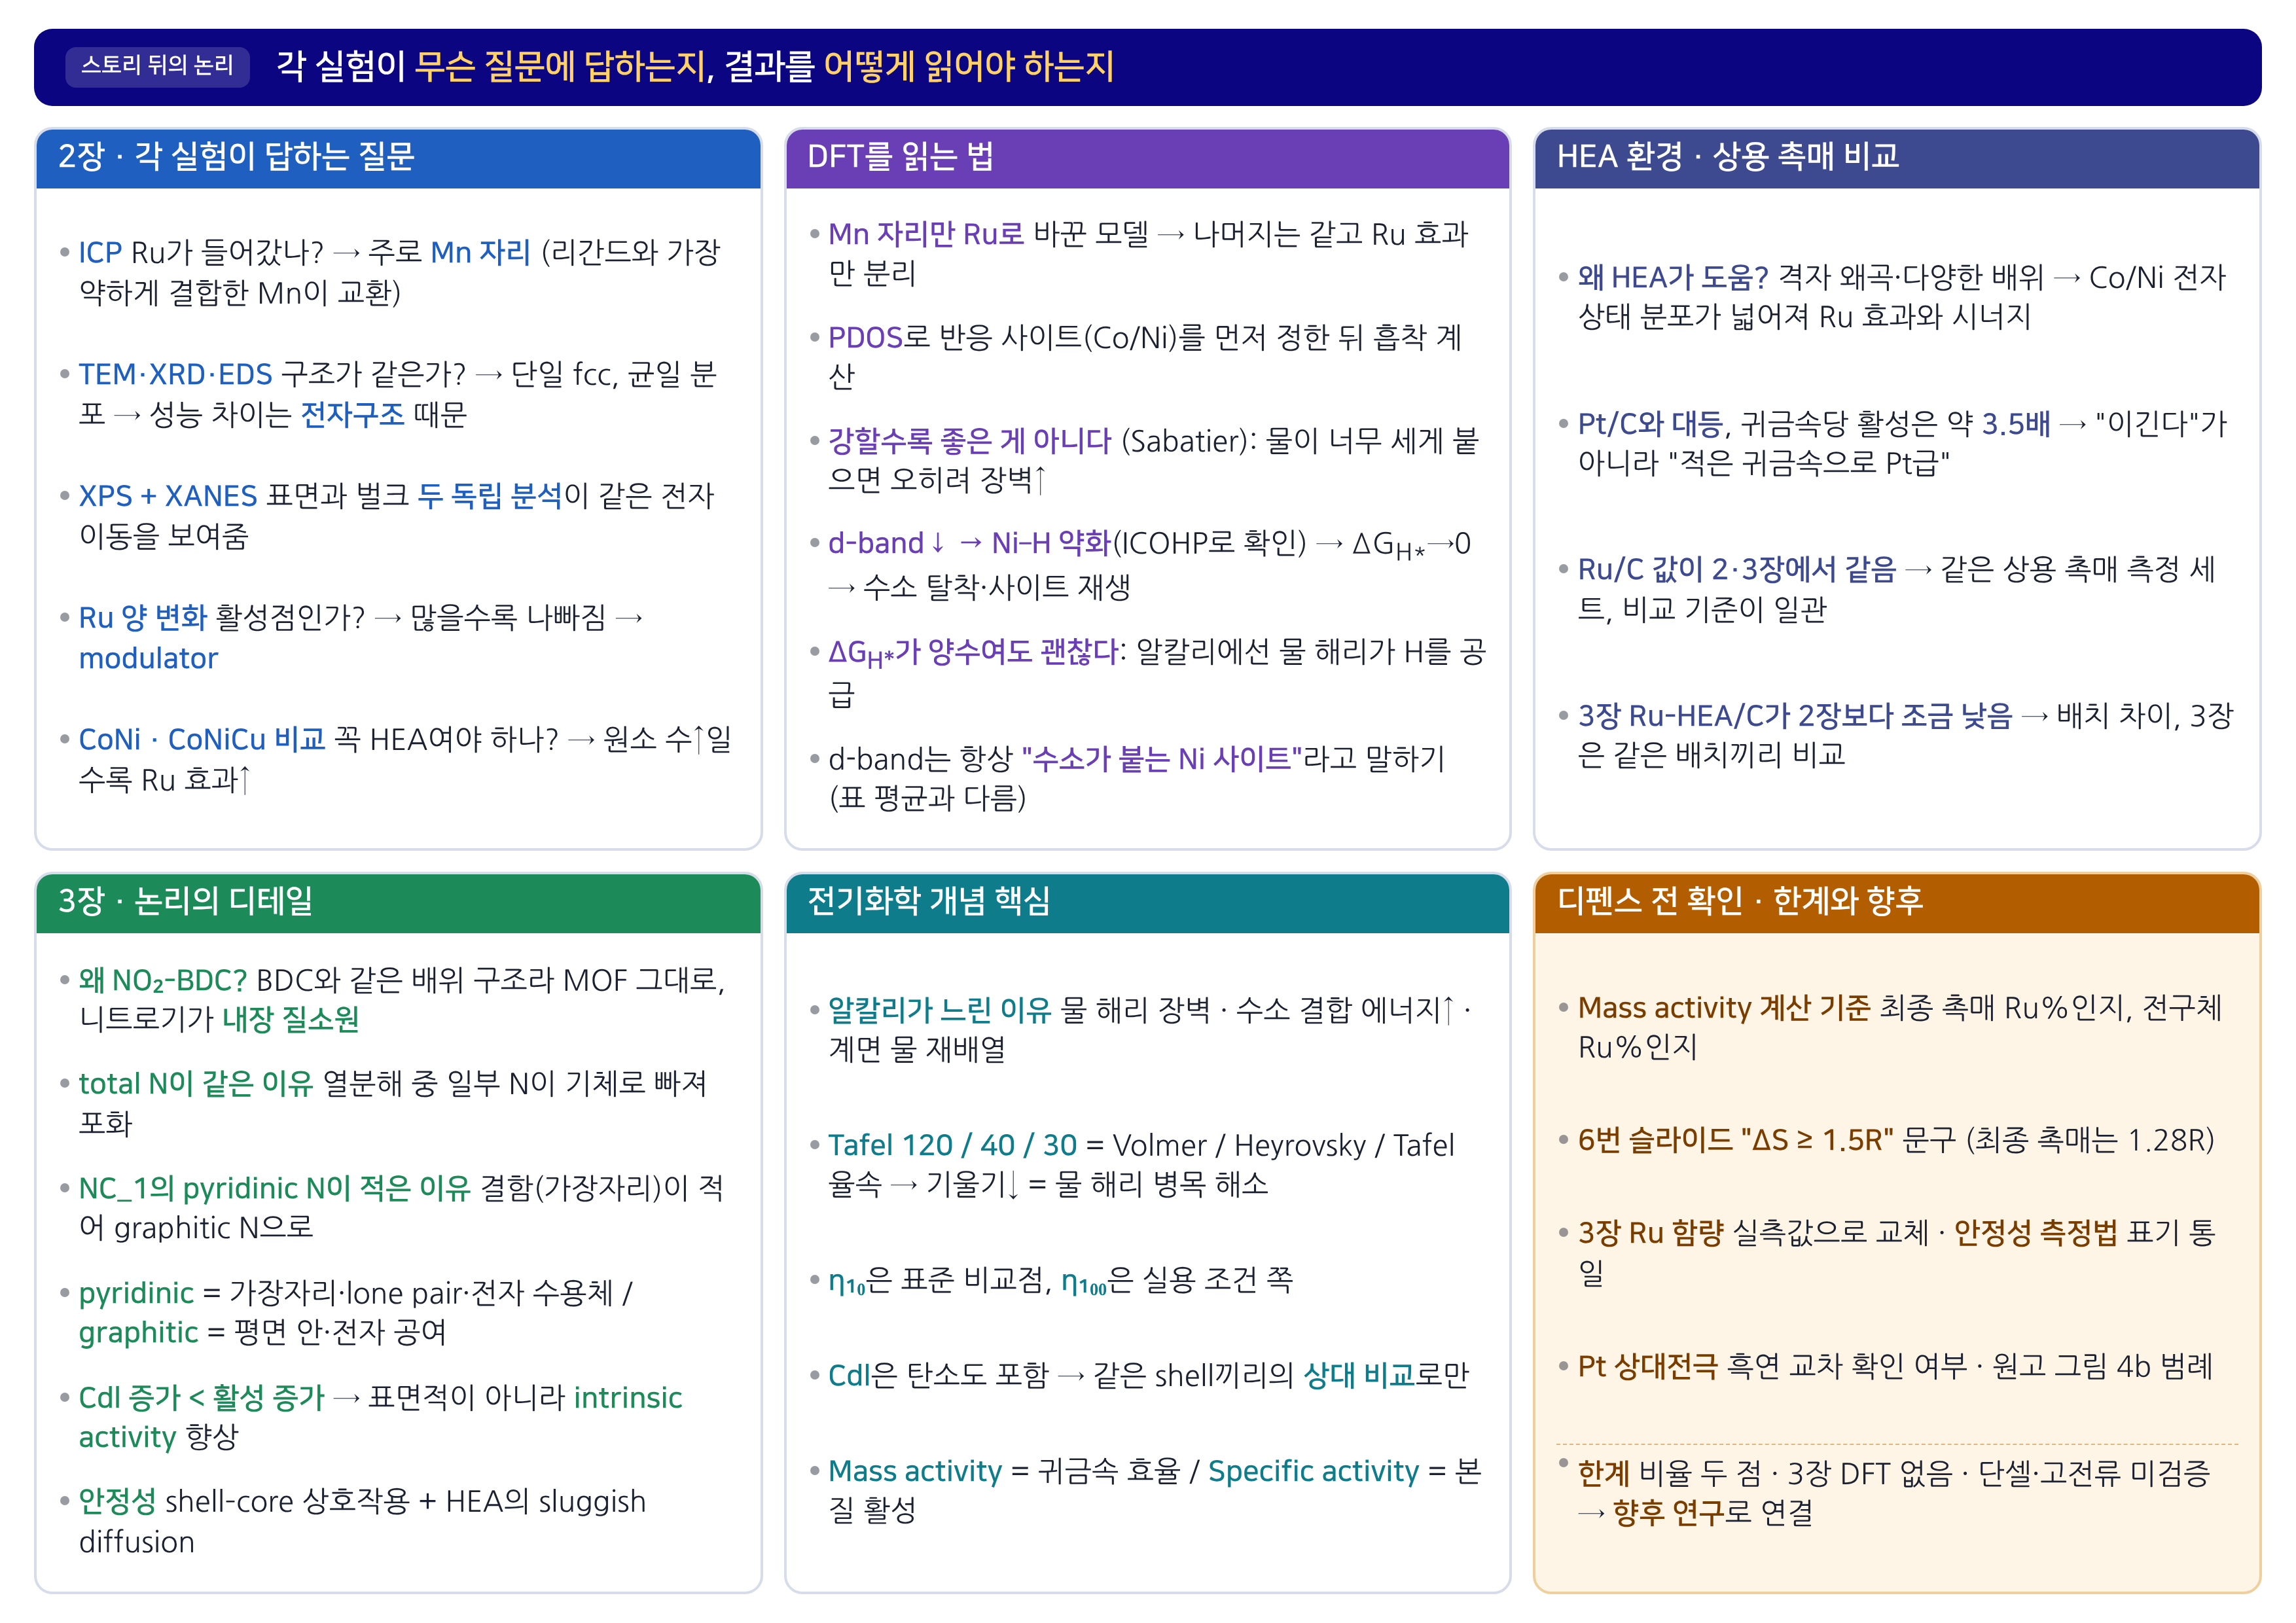 스토리 뒤의 논리 각 실험이 무슨 질문에 답하는지, 결과를 어떻게 읽어야 하는지
2장 · 각 실험이 답하는 질문
• ICP Ru가 들어갔나? → 주로 Mn 자리 (리간드와 가장
약하게 결합한 Mn이 교환)
• TEM·XRD·EDS 구조가 같은가? → 단일 fcc, 균일 분
포 → 성능 차이는 전자구조 때문
• XPS + XANES 표면과 벌크 두 독립 분석이 같은 전자
이동을 보여줌
• Ru 양 변화 활성점인가? → 많을수록 나빠짐 →
modulator
• CoNi · CoNiCu 비교 꼭 HEA여야 하나? → 원소 수↑일
수록 Ru 효과↑
DFT를 읽는 법
• Mn 자리만 Ru로 바꾼 모델 → 나머지는 같고 Ru 효과
만 분리
• PDOS로 반응 사이트(Co/Ni)를 먼저 정한 뒤 흡착 계
산
• 강할수록 좋은 게 아니다 (Sabatier): 물이 너무 세게 붙
으면 오히려 장벽↑
• d-band↓ → Ni–H 약화(ICOHP로 확인) → ΔG_H*→0
→ 수소 탈착·사이트 재생
• ΔG_H*가 양수여도 괜찮다: 알칼리에선 물 해리가 H를 공
급
• d-band는 항상 "수소가 붙는 Ni 사이트"라고 말하기
(표 평균과 다름)
HEA 환경 · 상용 촉매 비교
• 왜 HEA가 도움? 격자 왜곡·다양한 배위 → Co/Ni 전자
상태 분포가 넓어져 Ru 효과와 시너지
• Pt/C와 대등, 귀금속당 활성은 약 3.5배 → "이긴다"가
아니라 "적은 귀금속으로 Pt급"
• Ru/C 값이 2·3장에서 같음 → 같은 상용 촉매 측정 세
트, 비교 기준이 일관
• 3장 Ru-HEA/C가 2장보다 조금 낮음 → 배치 차이, 3장
은 같은 배치끼리 비교
3장 · 논리의 디테일
• 왜 NO₂-BDC? BDC와 같은 배위 구조라 MOF 그대로,
니트로기가 내장 질소원
• total N이 같은 이유 열분해 중 일부 N이 기체로 빠져
포화
• NC_1의 pyridinic N이 적은 이유 결함(가장자리)이 적
어 graphitic N으로
• pyridinic = 가장자리·lone pair·전자 수용체 /
graphitic = 평면 안·전자 공여
• Cdl 증가 < 활성 증가 → 표면적이 아니라 intrinsic
activity 향상
• 안정성 shell-core 상호작용 + HEA의 sluggish
diffusion
전기화학 개념 핵심
• 알칼리가 느린 이유 물 해리 장벽 · 수소 결합 에너지↑ ·
계면 물 재배열
• Tafel 120 / 40 / 30 = Volmer / Heyrovsky / Tafel
율속 → 기울기↓ = 물 해리 병목 해소
• η₁₀은 표준 비교점, η₁₀₀은 실용 조건 쪽
• Cdl은 탄소도 포함 → 같은 shell끼리의 상대 비교로만
• Mass activity = 귀금속 효율 / Specific activity = 본
질 활성
디펜스 전 확인 · 한계와 향후
• Mass activity 계산 기준 최종 촉매 Ru%인지, 전구체
Ru%인지
• 6번 슬라이드 "ΔS ≥ 1.5R" 문구 (최종 촉매는 1.28R)
• 3장 Ru 함량 실측값으로 교체 · 안정성 측정법 표기 통
일
• Pt 상대전극 흑연 교차 확인 여부 · 원고 그림 4b 범례
• 한계 비율 두 점 · 3장 DFT 없음 · 단셀·고전류 미검증
→ 향후 연구로 연결